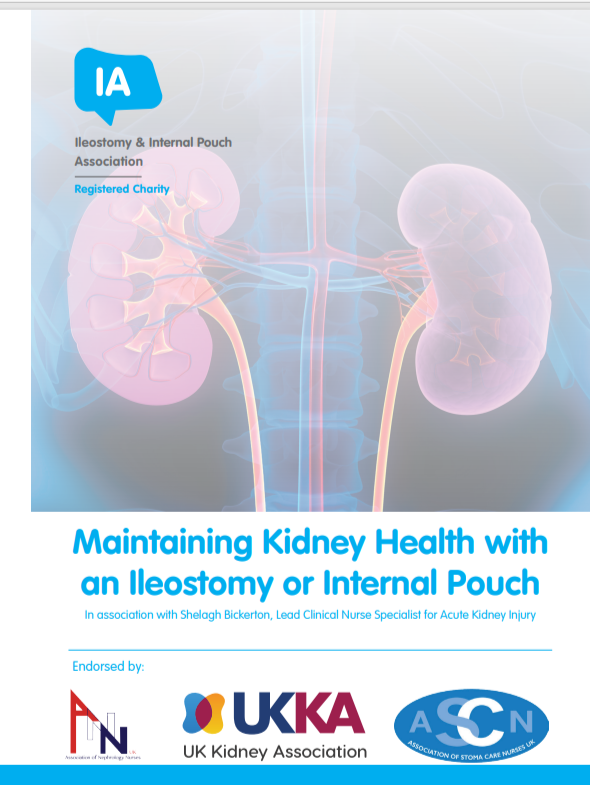 IA
Ileostomy & Internal Pouch
Association
Registered Charity
Maintaining Kidney Health with
an Ileostomy or Internal Pouch
In association with Shelagh Bickerton, Lead Clinical Nurse Specialist for Acute Kidney Injury
Endorsed by:
ANN UK
Association of Nephrology Nurses
UKKA
UK Kidney Association
ASCN
ASSOCIATION OF STOMA CARE NURSES UK